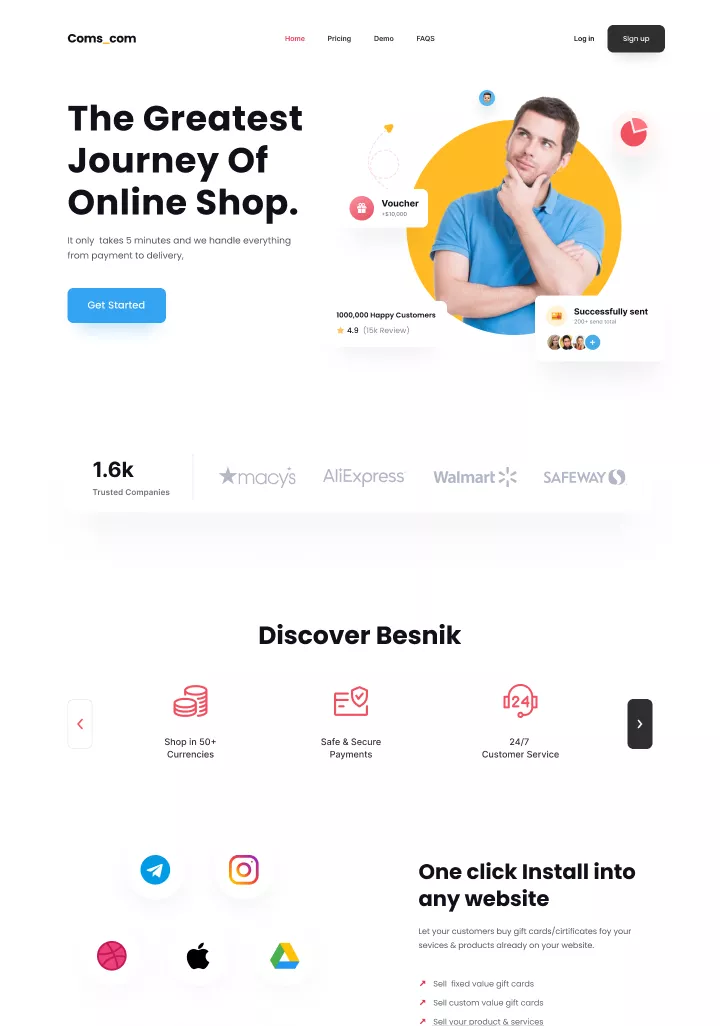 Coms_com
Home
Pricing
Demo
FAQS
Log in
Sign up
The Greatest
Journey Of
Online Shop.
It only takes 5 minutes and we handle everything
from payment to delivery,
Get Started
Voucher
+$10,000
1000,000 Happy Customers
4.9 (15k Review)
Successfully sent
200+ send total
+
1.6k
Trusted Companies
macy's
AliExpress
Walmart
SAFEWAY
Discover Besnik
24
Shop in 50+
Currencies
Safe & Secure
Payments
24/7
Customer Service
One click Install into
any website
Let your customers buy gift cards/cirtificates foy your
sevices & products already on your website.
Sell fixed value gift cards
Sell custom value gift cards
Sell your product & services